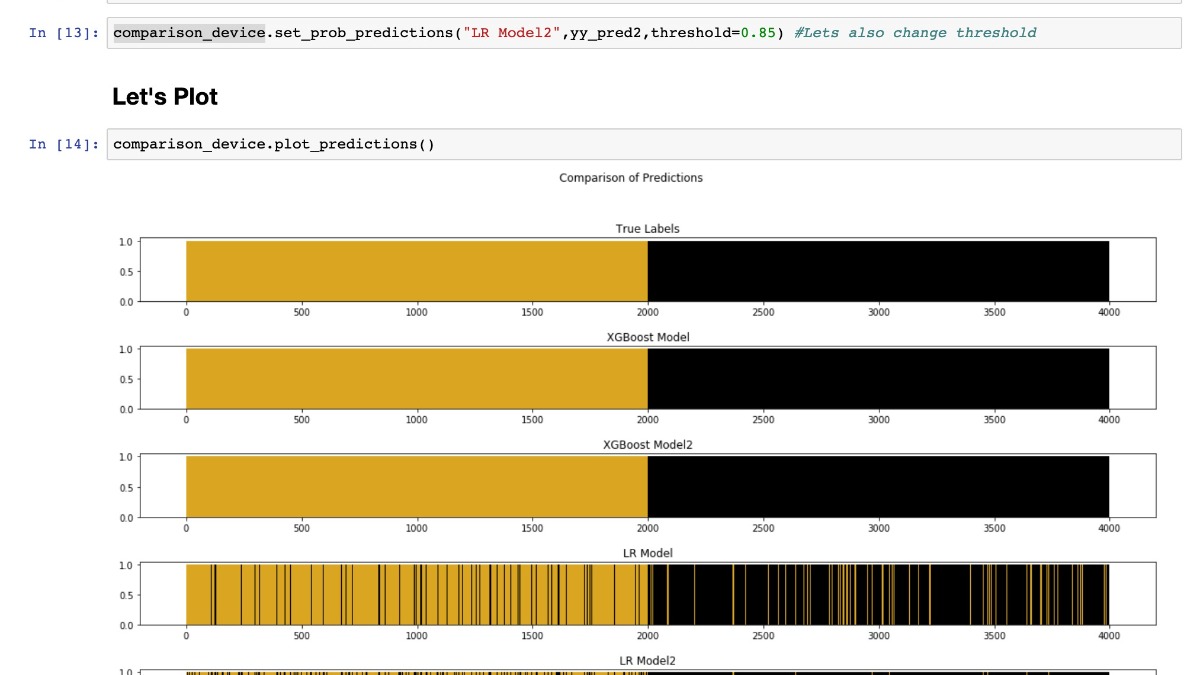 In [13]: comparison_device.set_prob_predictions("LR Model2",yy_pred2,threshold=0.85) #Lets also change threshold
Let's Plot
In [14]: comparison_device.plot_predictions()
Comparison of Predictions
True Labels
1.0
0.5
0.0
0 500 1000 1500 2000 2500 3000 3500 4000
XGBoost Model
1.0
0.5
0.0
0 500 1000 1500 2000 2500 3000 3500 4000
XGBoost Model2
1.0
0.5
0.0
0 500 1000 1500 2000 2500 3000 3500 4000
LR Model
1.0
0.5
0.0
0 500 1000 1500 2000 2500 3000 3500 4000
LR Model2
1.0